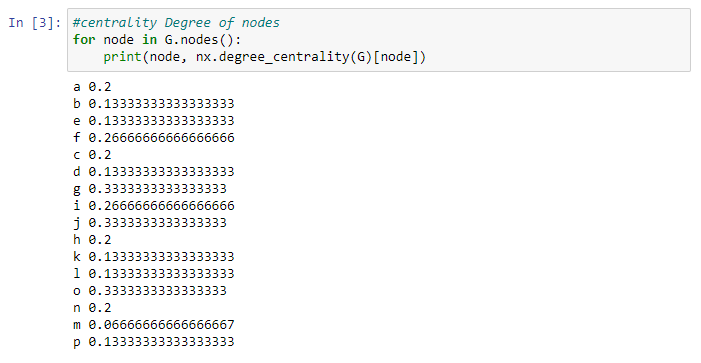 In [3]: #centrality Degree of nodes
for node in G.nodes():
    print(node, nx.degree_centrality(G)[node])
a 0.2
b 0.13333333333333333
e 0.13333333333333333
f 0.26666666666666666
c 0.2
d 0.13333333333333333
g 0.3333333333333333
i 0.26666666666666666
j 0.3333333333333333
h 0.2
k 0.13333333333333333
l 0.13333333333333333
o 0.3333333333333333
n 0.2
m 0.06666666666666667
p 0.13333333333333333